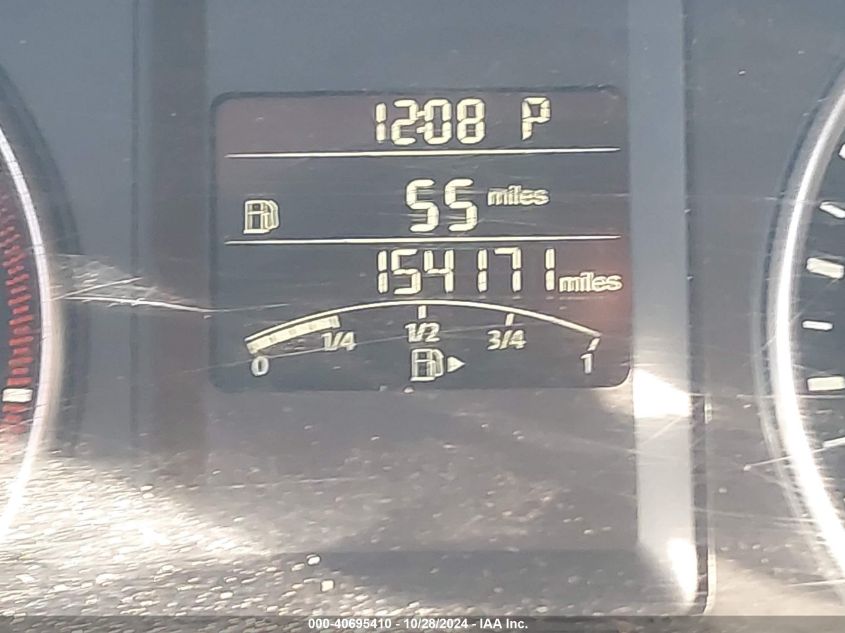 12:08 P
55 miles
154171 miles
0 1/4 1/2 3/4 1
000-40695410 - 10/28/2024 - IAA Inc.